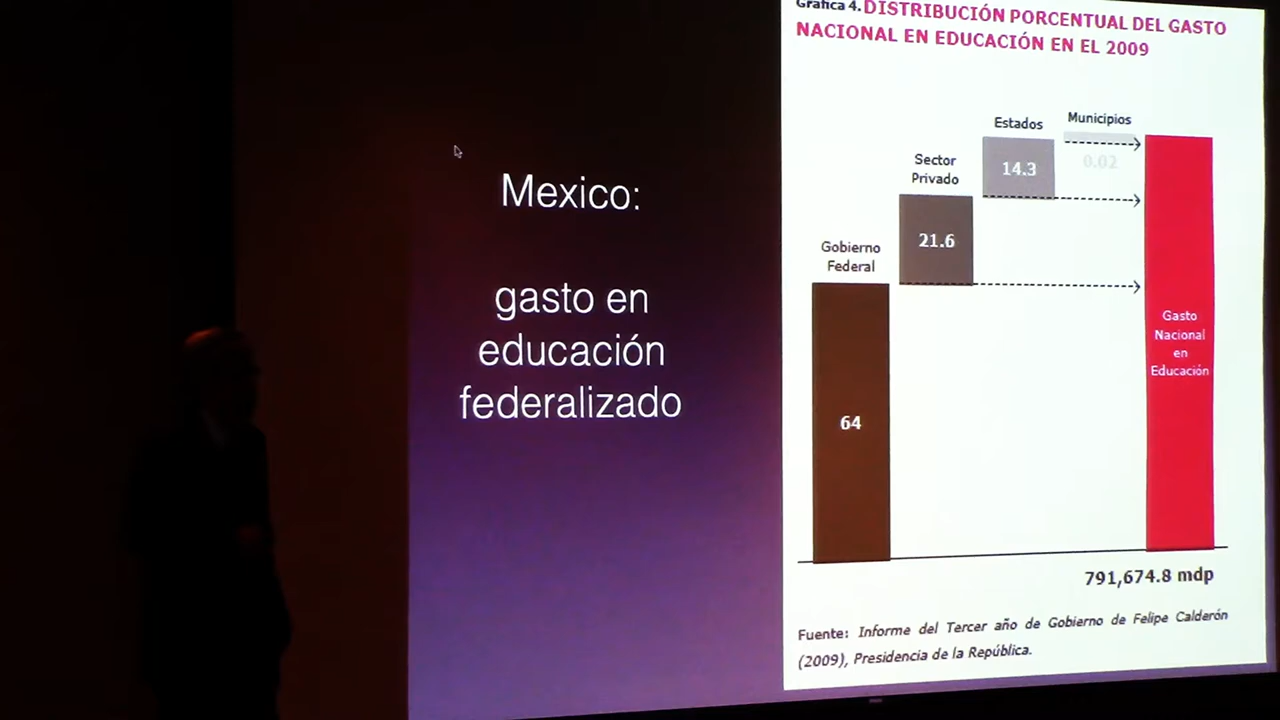 Mexico:
gasto en
educación
federalizado
Gráfica 4. DISTRIBUCIÓN PORCENTUAL DEL GASTO
NACIONAL EN EDUCACIÓN EN EL 2009
Municipios
Estados
0.02
14.3
Sector
Privado
21.6
Gobierno
Federal
64
Gasto
Nacional
en
Educación
791,674.8 mdp
Fuente: Informe del Tercer año de Gobierno de Felipe Calderón
(2009), Presidencia de la República.